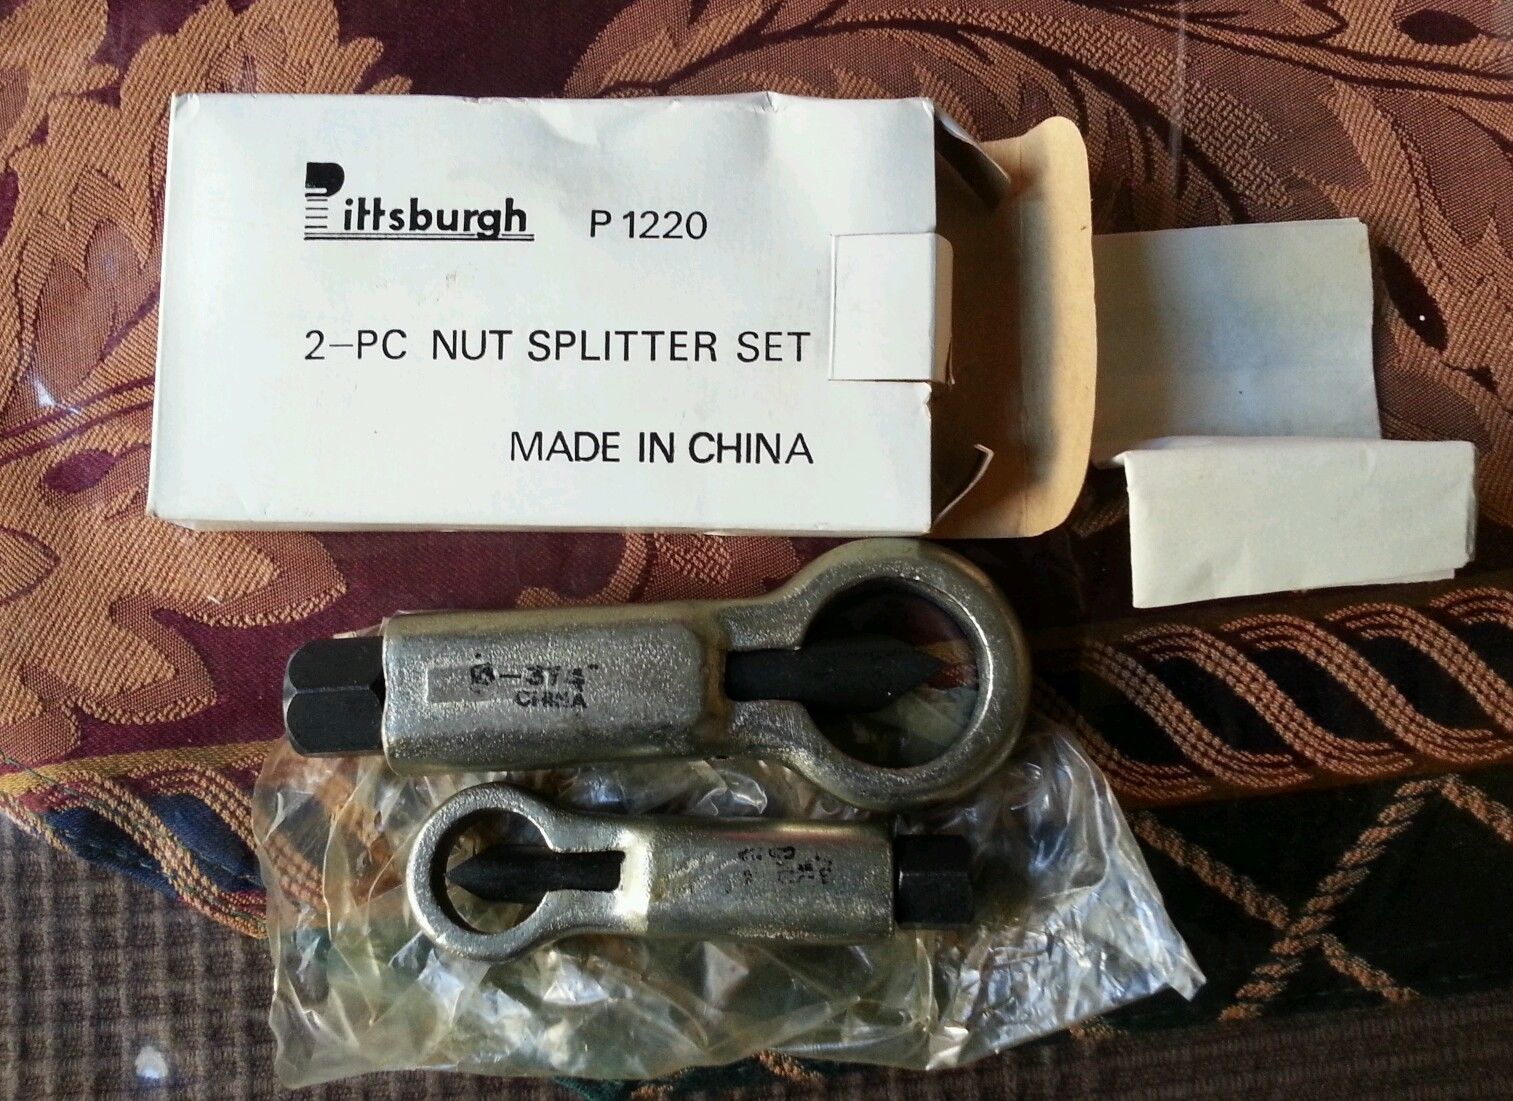 Pittsburgh P 1220
2-PC NUT SPLITTER SET
MADE IN CHINA
CHINA